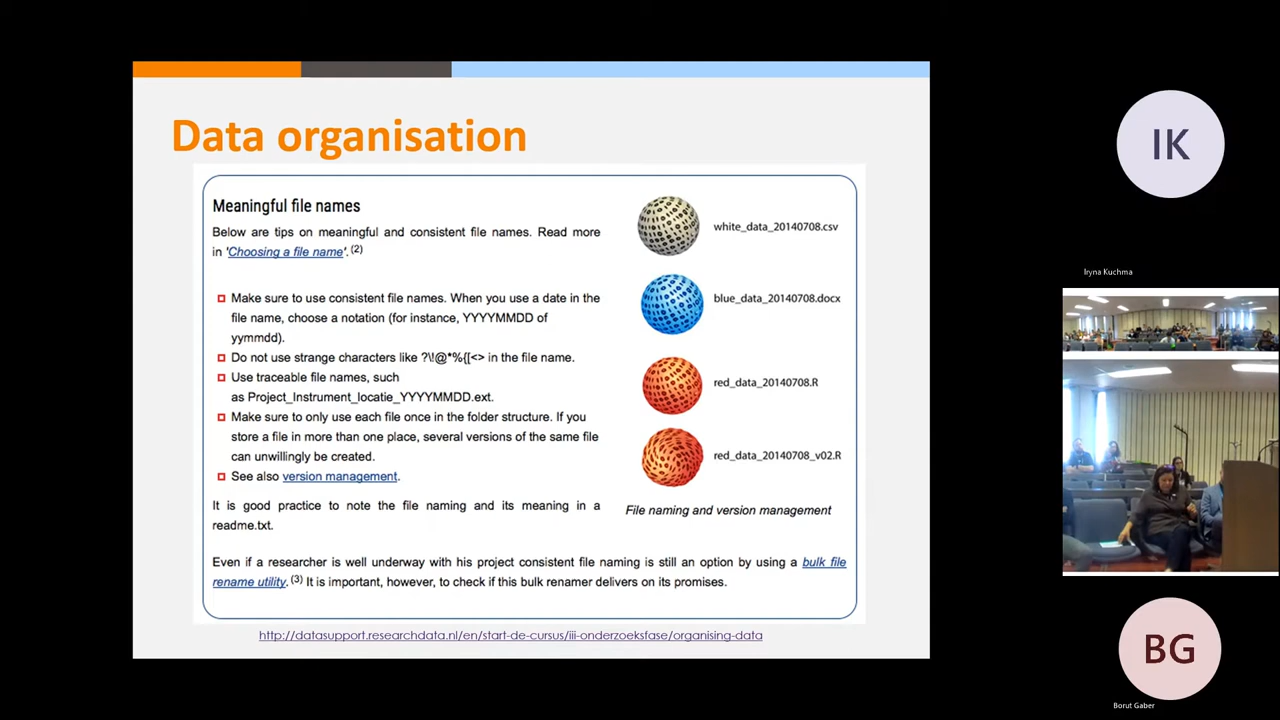 Data organisation
Meaningful file names
Below are tips on meaningful and consistent file names. Read more
in 'Choosing a file name'. (2)
Make sure to use consistent file names. When you use a date in the
file name, choose a notation (for instance, YYYYMMDD of
yymmdd).
Do not use strange characters like ?\!@*%{[<> in the file name.
Use traceable file names, such
as Project_Instrument_locatie_YYYYMMDD.ext.
Make sure to only use each file once in the folder structure. If you
store a file in more than one place, several versions of the same file
can unwillingly be created.
See also version management.
It is good practice to note the file naming and its meaning in a
readme.txt.
Even if a researcher is well underway with his project consistent file naming is still an option by using a bulk file
rename utility. (3) It is important, however, to check if this bulk renamer delivers on its promises.
white_data_20140708.csv
blue_data_20140708.docx
red_data_20140708.R
red_data_20140708_v02.R
File naming and version management
http://datasupport.researchdata.nl/en/start-de-cursus/iii-onderzoeksfase/organising-data
IK
Iryna Kuchma
BG
Borut Gaber